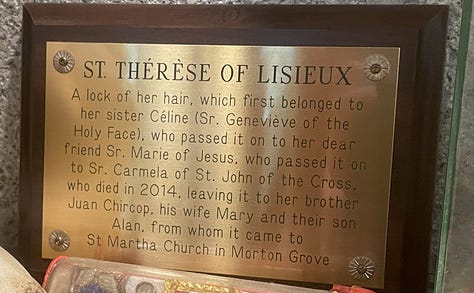 ST. THÉRÈSE OF LISIEUX
A lock of her hair, which first belonged to
her sister Céline (Sr. Geneviève of the
Holy Face), who passed it on to her dear
friend Sr. Marie of Jesus, who passed it on
to Sr. Carmela of St. John of the Cross,
who died in 2014, leaving it to her brother
Juan Chircop, his wife Mary and their son
Alan, from whom it came to
St Martha Church in Morton Grove